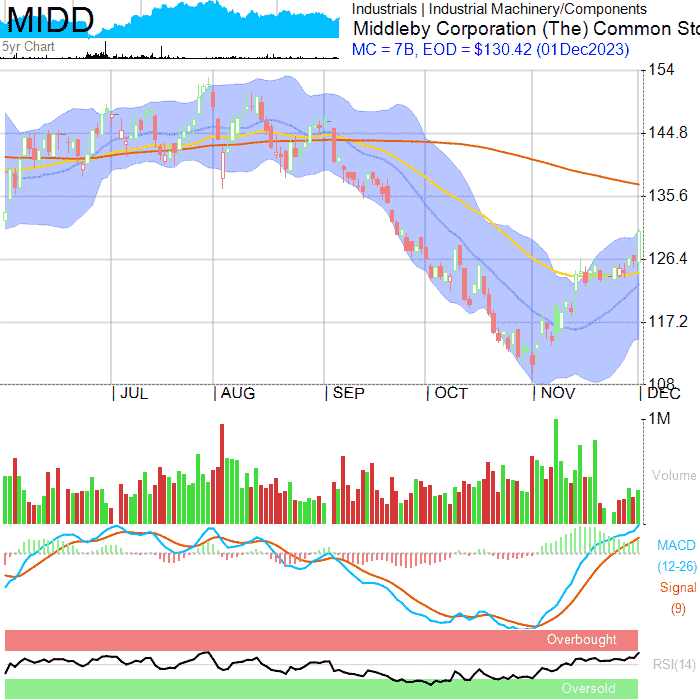 MIDD
5yr Chart
Industrials | Industrial Machinery/Components
Middleby Corporation (The) Common Sto
MC = 7B, EOD = $130.42 (01Dec2023)
154
144.8
135.6
126.4
117.2
108
JUL
AUG
SEP
OCT
NOV
DEC
1M
Volume
MACD
(12-26)
Signal
(9)
Overbought
RSI(14)
Oversold